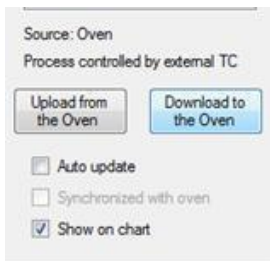 Source: Oven
Process controlled by external TC
Upload from
the Oven
Download to
the Oven
Auto update
Synchronized with oven
Show on chart